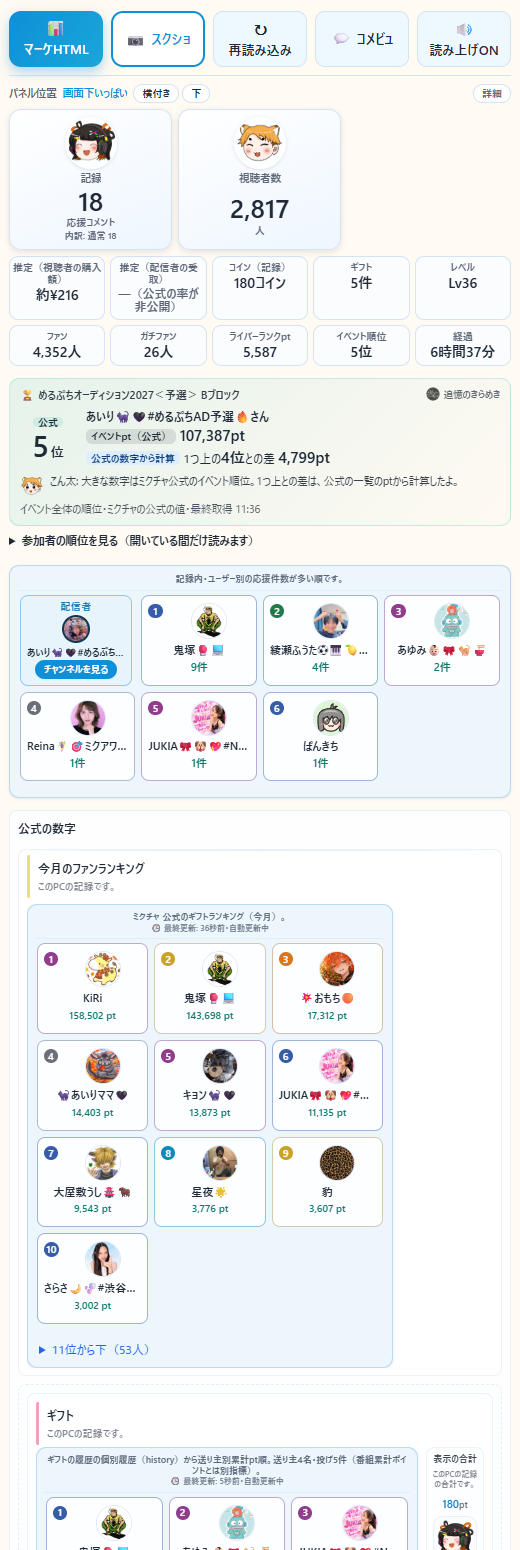 マーケHTML
スクショ
再読み込み
コメビュ
読み上げON
パネル位置 画面下いっぱい 横付き 下 詳細
記録
18
応援コメント
内訳: 通常 18
視聴者数
2,817
人
推定（視聴者の購入額）
約¥216
推定（配信者の受取）
—（公式の率が非公開）
コイン（記録）
180コイン
ギフト
5件
レベル
Lv36
ファン
4,352人
ガチファン
26人
ライバーランクpt
5,587
イベント順位
5位
経過
6時間37分
めるぷちオーディション2027＜予選＞ Bブロック
追憶のきらめき
公式
5位
あいり🐈‍⬛🖤#めるぷちAD予選🔥さん
イベントpt（公式） 107,387pt
公式の数字から計算 1つ上の4位との差 4,799pt
こん太: 大きな数字はミクチャ公式のイベント順位。1つ上との差は、公式の一覧のptから計算したよ。
イベント全体の順位・ミクチャの公式の値・最終取得 11:36
▶ 参加者の順位を見る（開いている間だけ読みます）
記録内・ユーザー別の応援件数が多い順です。
配信者
あいり🐈‍⬛🖤#めるぷち…
チャンネルを見る
1
鬼塚
9件
2
綾瀬ふうた⚽🎹🍋…
4件
3
あゆみ
2件
4
Reina 🎯ミクアワ…
1件
5
JUKIA🎀🐶💖#N…
1件
6
ぱんきち
1件
公式の数字
今月のファンランキング
このPCの記録です。
ミクチャ 公式のギフトランキング（今月）。
最終更新: 36秒前・自動更新中
1
KiRi
158,502 pt
2
鬼塚
143,698 pt
3
おもち
17,312 pt
4
🐈‍⬛あいりママ🖤
14,403 pt
5
キョン🐈‍⬛🖤
13,873 pt
6
JUKIA🎀🐶💖#…
11,135 pt
7
大屋敷うし
9,543 pt
8
星夜
3,776 pt
9
豹
3,607 pt
10
さらさ🌙 #渋谷…
3,002 pt
▶ 11位から下（53人）
ギフト
このPCの記録です。
ギフトの履歴の個別履歴（history）から送り主別累計pt順。送り主4名・投げ5件（番組累計ポイントとは別指標）。
最終更新: 5秒前・自動更新中
表示の合計
このPCの記録の合計です。
180pt
1
2
3